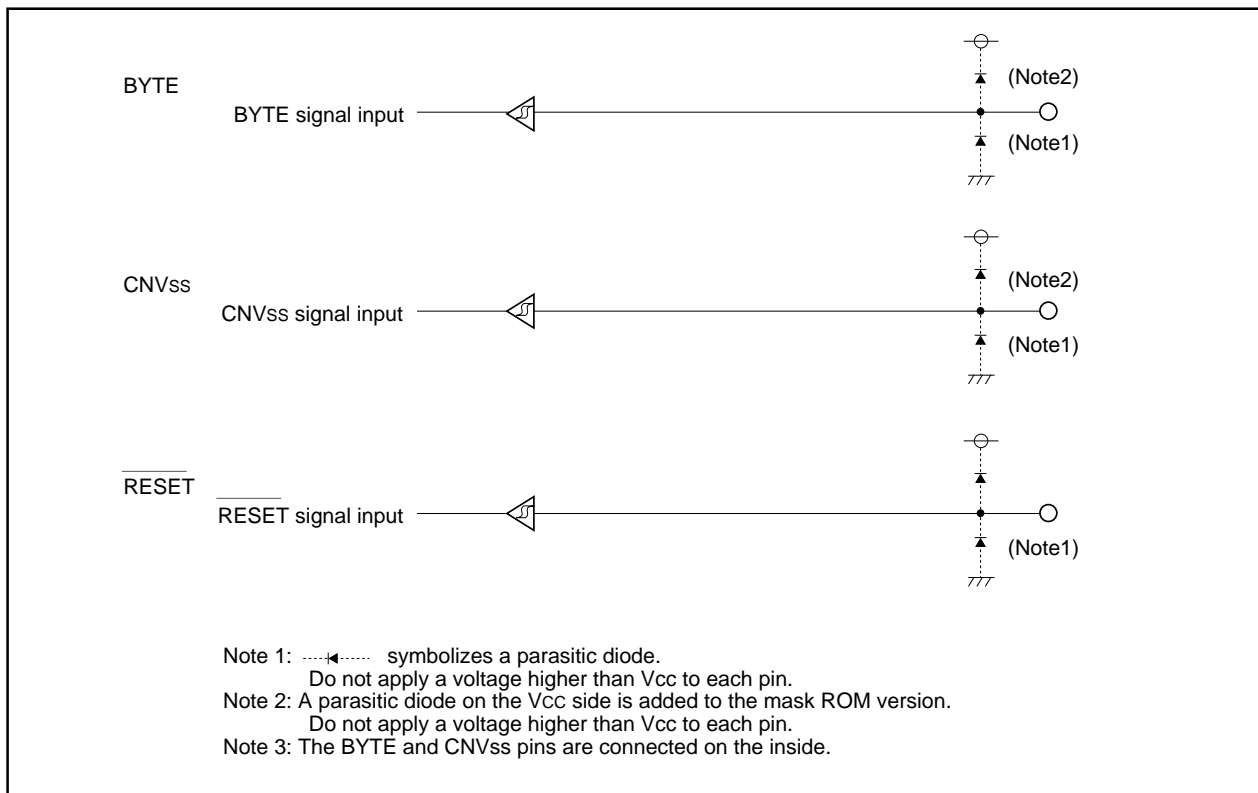 BYTE
BYTE signal input
(Note2)
(Note1)
CNVss
CNVss signal input
(Note2)
(Note1)
RESET
RESET signal input
(Note1)
Note 1: symbolizes a parasitic diode.
Do not apply a voltage higher than Vcc to each pin.
Note 2: A parasitic diode on the VCC side is added to the mask ROM version.
Do not apply a voltage higher than Vcc to each pin.
Note 3: The BYTE and CNVss pins are connected on the inside.